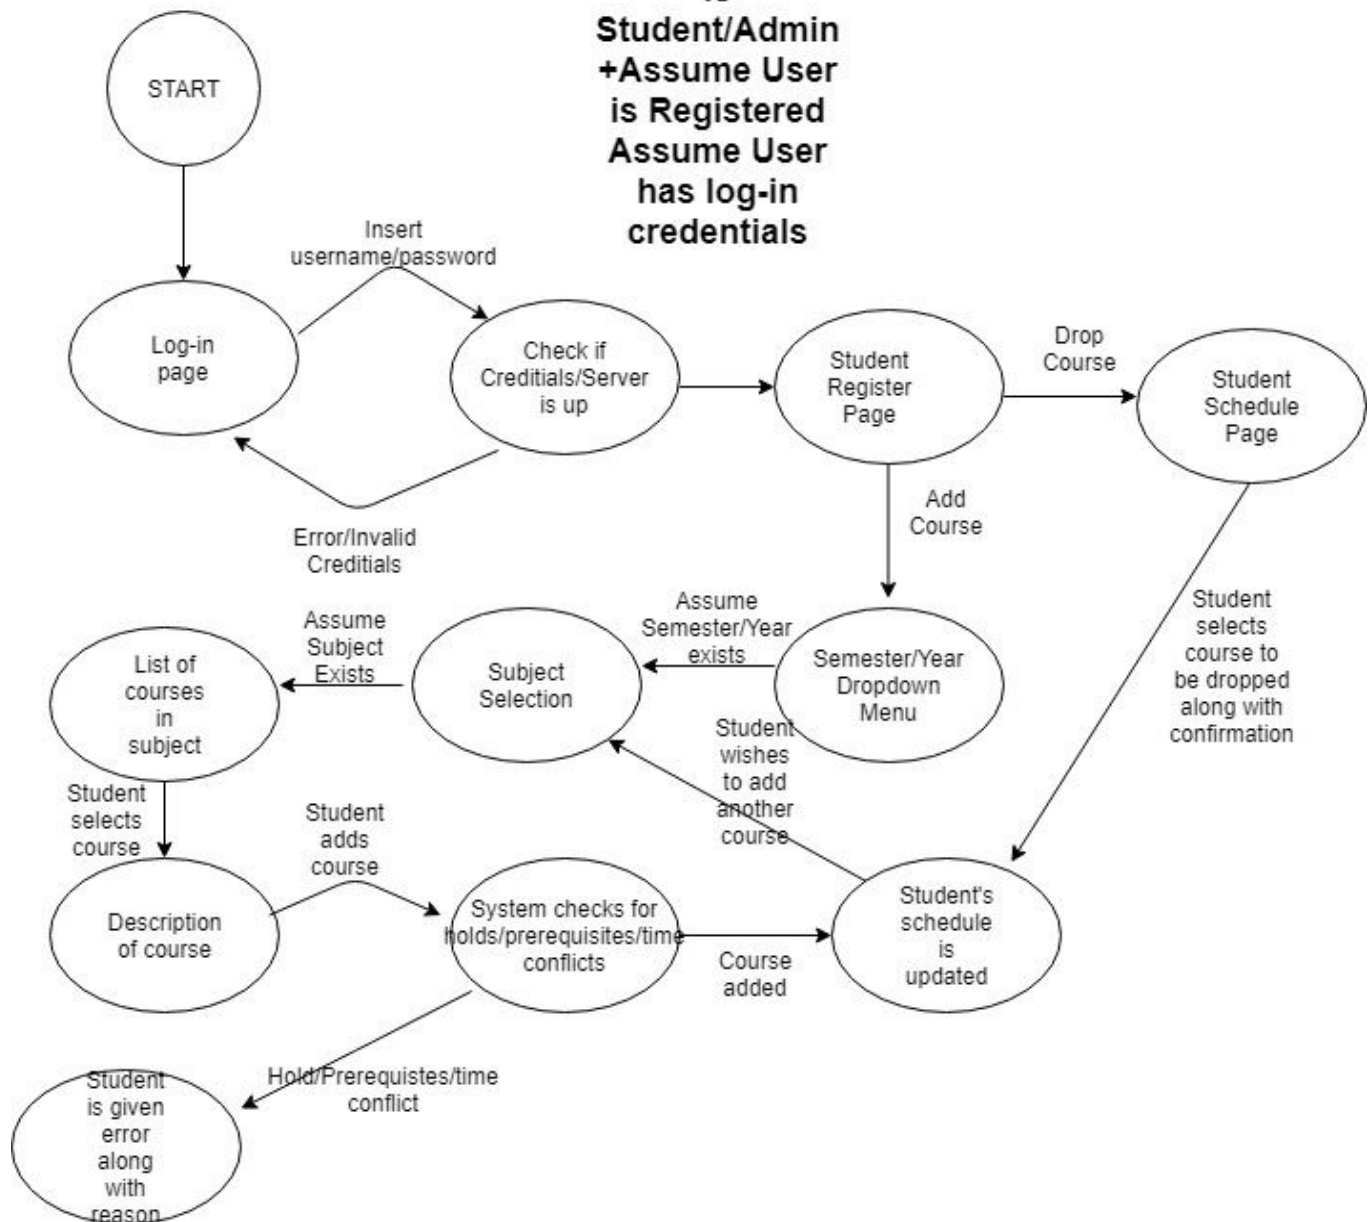 Student/Admin
+Assume User
is Registered
Assume User
has log-in
credentials
START
Insert
username/password
Log-in
page
Check if
Creditials/Server
is up
Student
Register
Page
Drop
Course
Student
Schedule
Page
Error/Invalid
Creditials
Add
Course
Student
selects
course to
be dropped
along with
confirmation
Assume
Semester/Year
exists
Semester/Year
Dropdown
Menu
Assume
Subject
Exists
Subject
Selection
List of
courses
in
subject
Student
wishes
to add
another
course
Student
selects
course
Student
adds
course
Description
of course
System checks for
holds/prerequisites/time
conflicts
Course
added
Student's
schedule
is
updated
Hold/Prerequistes/time
conflict
Student
is given
error
along
with
reason